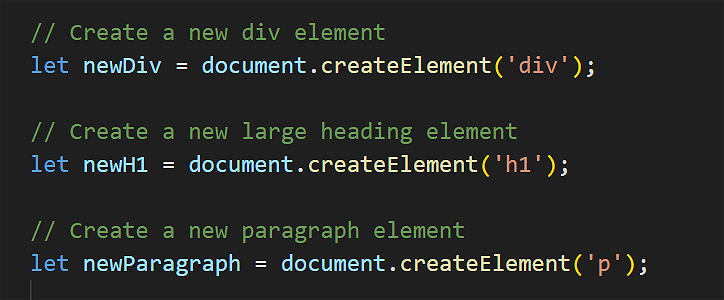 // Create a new div element
let newDiv = document.createElement('div');
// Create a new large heading element
let newH1 = document.createElement('h1');
// Create a new paragraph element
let newParagraph = document.createElement('p');